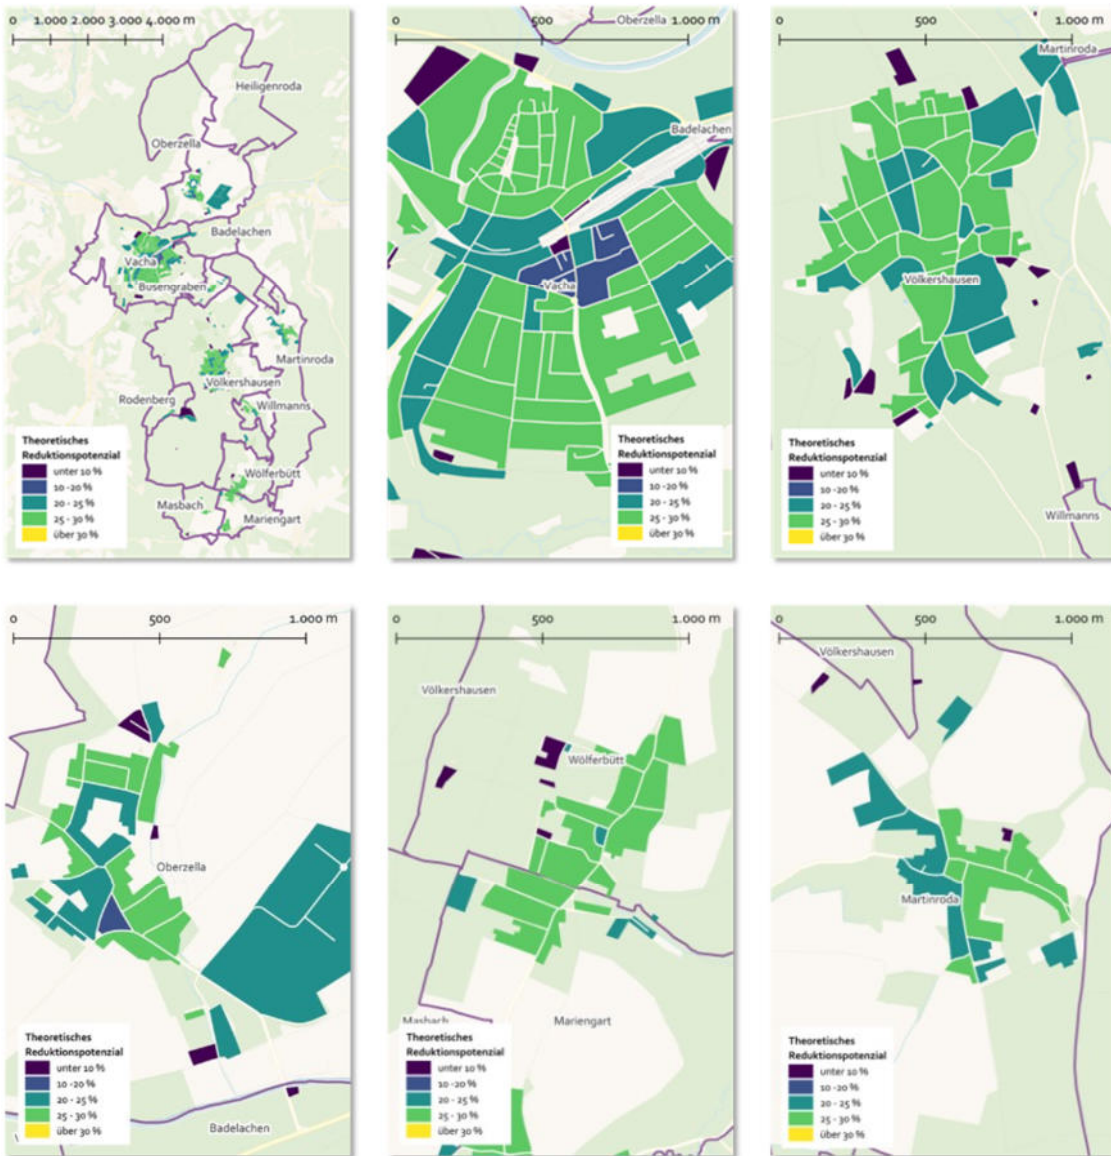 0 1.000 2.000 3.000 4.000 m
Heiligenroda
Oberzella
Badelachen
Vacha
Busengraben
Martinroda
Völkershausen
Rodenberg
Willmanns
Wölferbütt
Masbach
Mariengart
Theoretisches
Reduktionspotenzial
unter 10 %
10 -20 %
20 - 25 %
25 - 30 %
über 30 %
0 500 1.000 m
Oberzella
Badelachen
Vacha
Theoretisches
Reduktionspotenzial
unter 10 %
10 -20 %
20 - 25 %
25 - 30 %
über 30 %
0 500 1.000 m
Martinroda
Völkershausen
Willmanns
Theoretisches
Reduktionspotenzial
unter 10 %
10 -20 %
20 - 25 %
25 - 30 %
über 30 %
0 500 1.000 m
Oberzella
Badelachen
Theoretisches
Reduktionspotenzial
unter 10 %
10 -20 %
20 - 25 %
25 - 30 %
über 30 %
0 500 1.000 m
Völkershausen
Wölferbütt
Masbach
Mariengart
Theoretisches
Reduktionspotenzial
unter 10 %
10 -20 %
20 - 25 %
25 - 30 %
über 30 %
0 500 1.000 m
Völkershausen
Martinroda
Theoretisches
Reduktionspotenzial
unter 10 %
10 -20 %
20 - 25 %
25 - 30 %
über 30 %